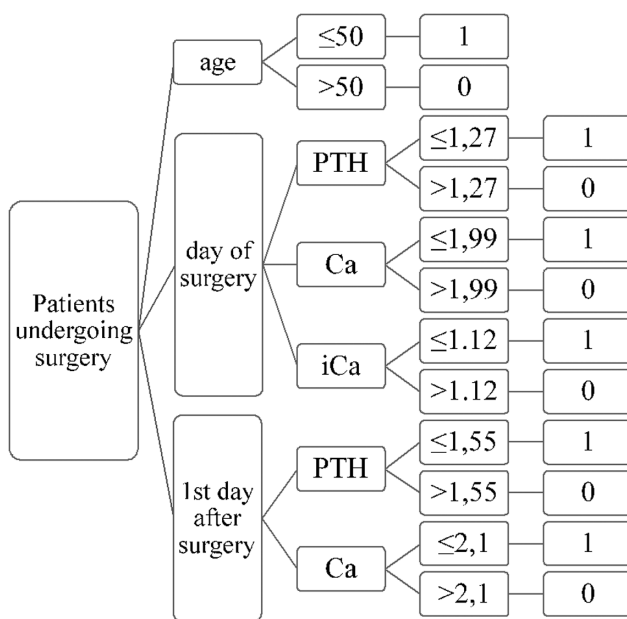 age
≤50
1
>50
0
Patients
undergoing
surgery
day of
surgery
PTH
≤1,27
1
>1,27
0
Ca
≤1,99
1
>1,99
0
iCa
≤1.12
1
>1.12
0
1st day
after
surgery
PTH
≤1,55
1
>1,55
0
Ca
≤2,1
1
>2,1
0